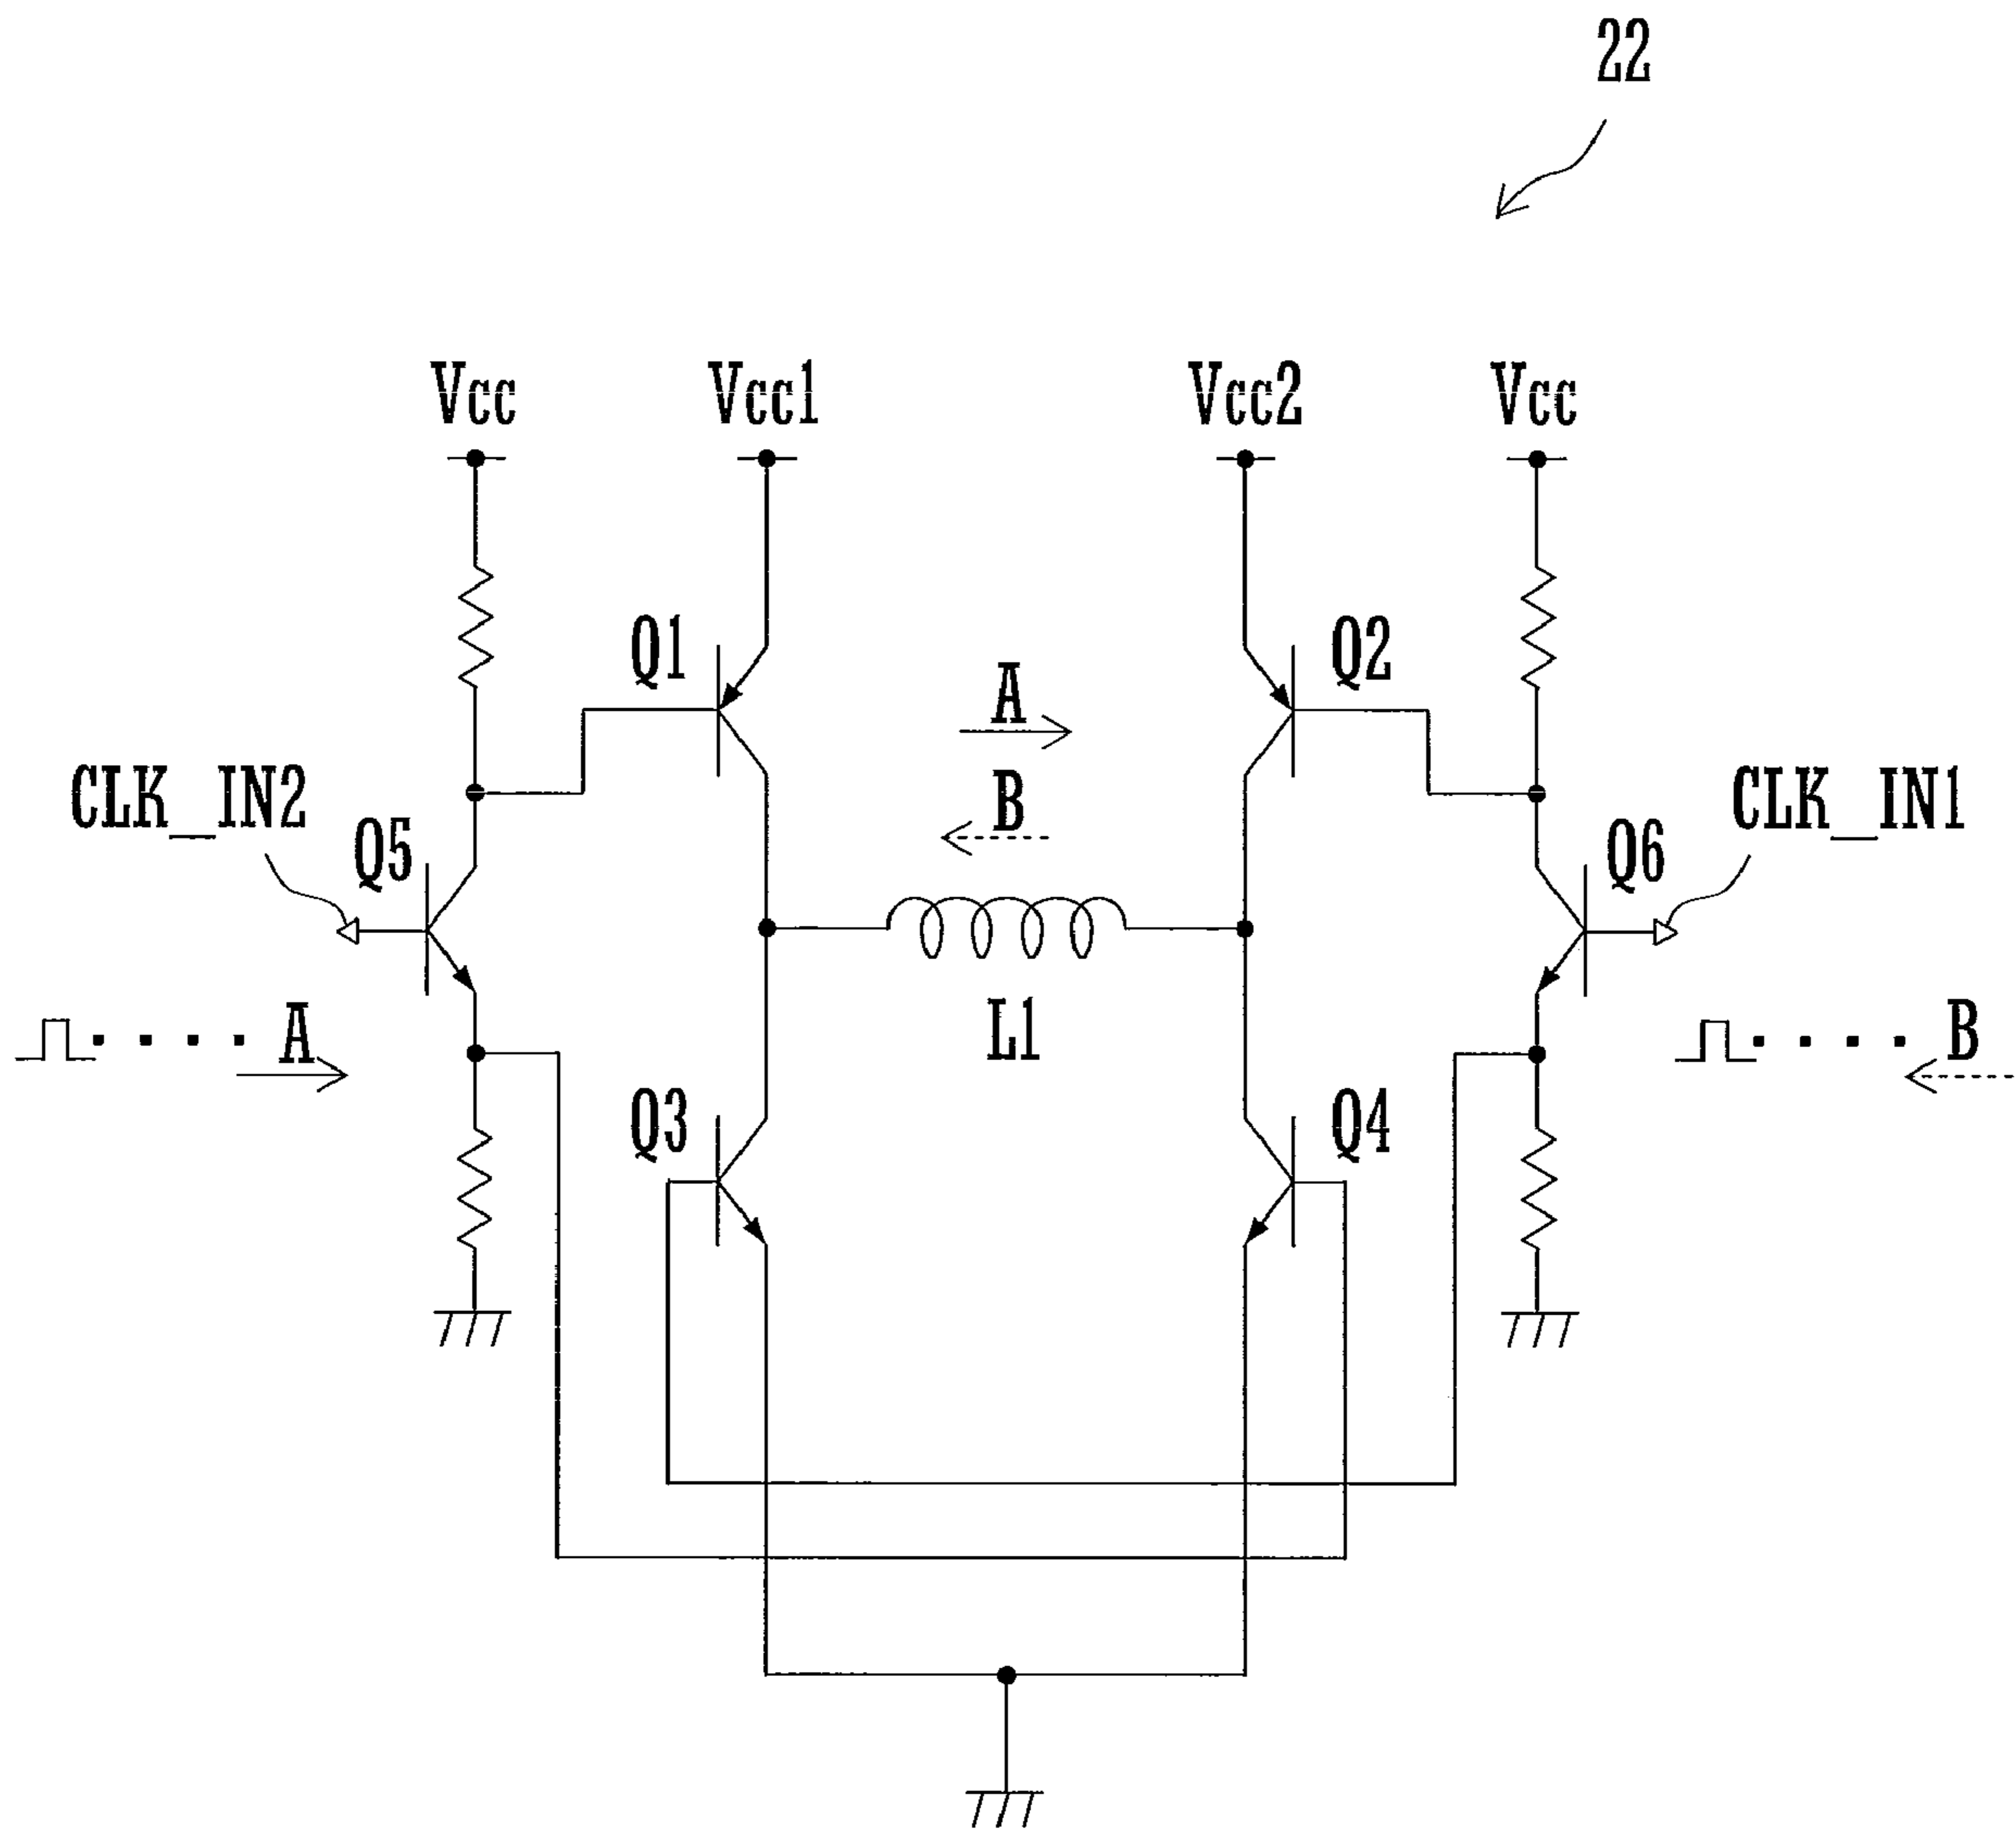 22
Vcc Vcc1 Vcc2 Vcc
Q1 A Q2
B
CLK_IN2 Q5 Q6 CLK_IN1
A L1 B
Q3 Q4